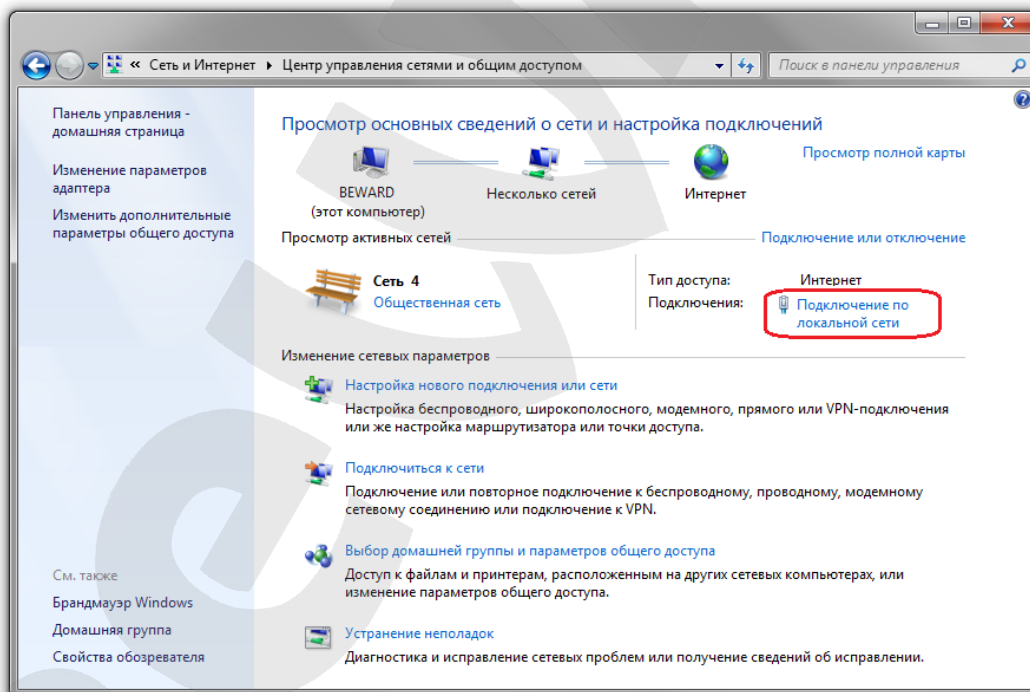 « Сеть и Интернет ▸ Центр управления сетями и общим доступом
Поиск в панели управления
Панель управления -
домашняя страница
Изменение параметров
адаптера
Изменить дополнительные
параметры общего доступа
См. также
Брандмауэр Windows
Домашняя группа
Свойства обозревателя
Просмотр основных сведений о сети и настройка подключений
BEWARD
(этот компьютер)
Несколько сетей
Интернет
Просмотр полной карты
Просмотр активных сетей
Подключение или отключение
Сеть 4
Общественная сеть
Тип доступа: Интернет
Подключения: Подключение по
локальной сети
Изменение сетевых параметров
Настройка нового подключения или сети
Настройка беспроводного, широкополосного, модемного, прямого или VPN-подключения
или же настройка маршрутизатора или точки доступа.
Подключиться к сети
Подключение или повторное подключение к беспроводному, проводному, модемному
сетевому соединению или подключение к VPN.
Выбор домашней группы и параметров общего доступа
Доступ к файлам и принтерам, расположенным на других сетевых компьютерах, или
изменение параметров общего доступа.
Устранение неполадок
Диагностика и исправление сетевых проблем или получение сведений об исправлении.